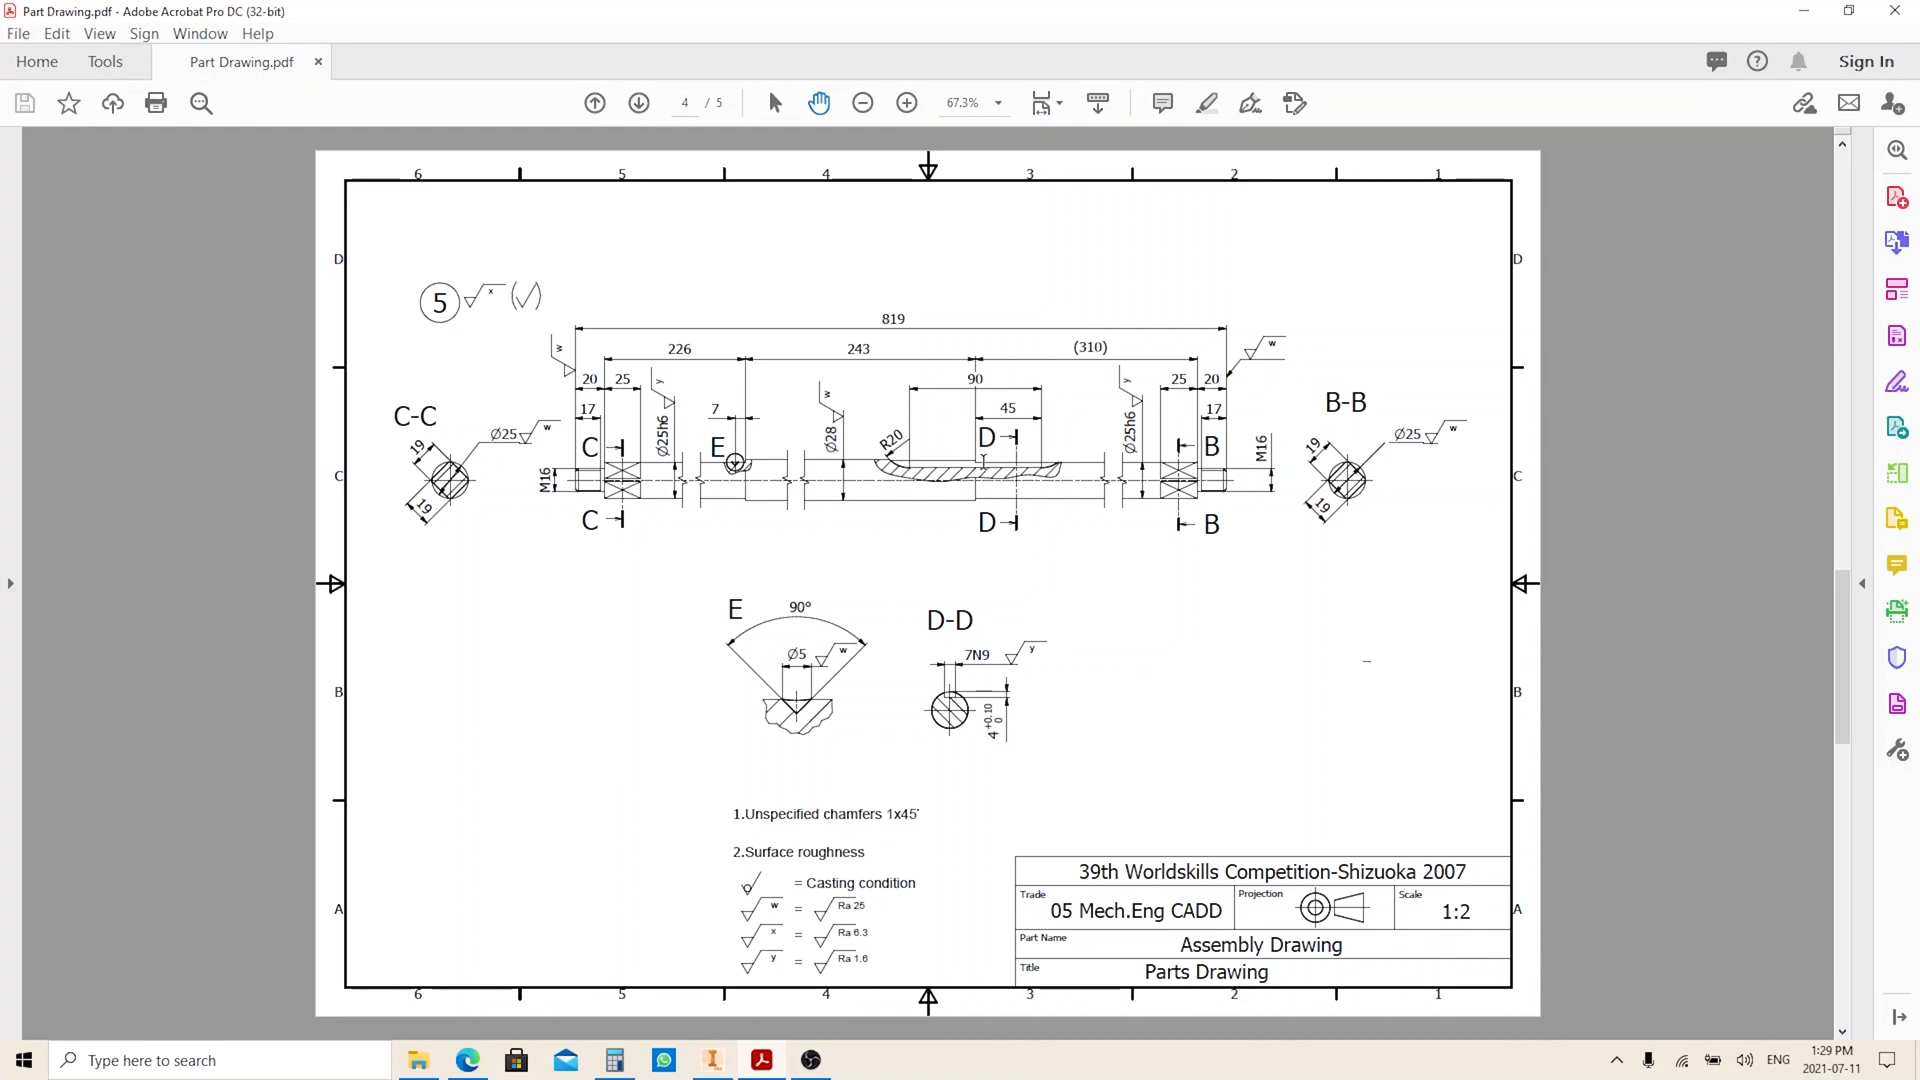 Part Drawing.pdf - Adobe Acrobat Pro DC (32-bit)
File Edit View Sign Window Help
Home Tools Part Drawing.pdf × Sign In
4 / 5 67.3%
6 5 4 3 2 1
D D
5 x
819
w w
226 243 (310)
20 25 y w 90 y 25 20
17 7 45 17
C-C B-B
19 Ø25 w C Ø25h6 E Ø28 R20 D Ø25h6 B M16 19 Ø25 w
C C
M16
19 19
C D B
E 90° D-D
Ø5 w 7N9 y
B B
4 +0.10 0
1.Unspecified chamfers 1x45°
2.Surface roughness
= Casting condition
w = Ra 25
x = Ra 6.3
y = Ra 1.6
A A
39th Worldskills Competition-Shizuoka 2007
Trade 05 Mech.Eng CADD Projection Scale 1:2
Part Name Assembly Drawing
Title Parts Drawing
6 5 4 3 2 1
Type here to search
ENG 1:29 PM
2021-07-11